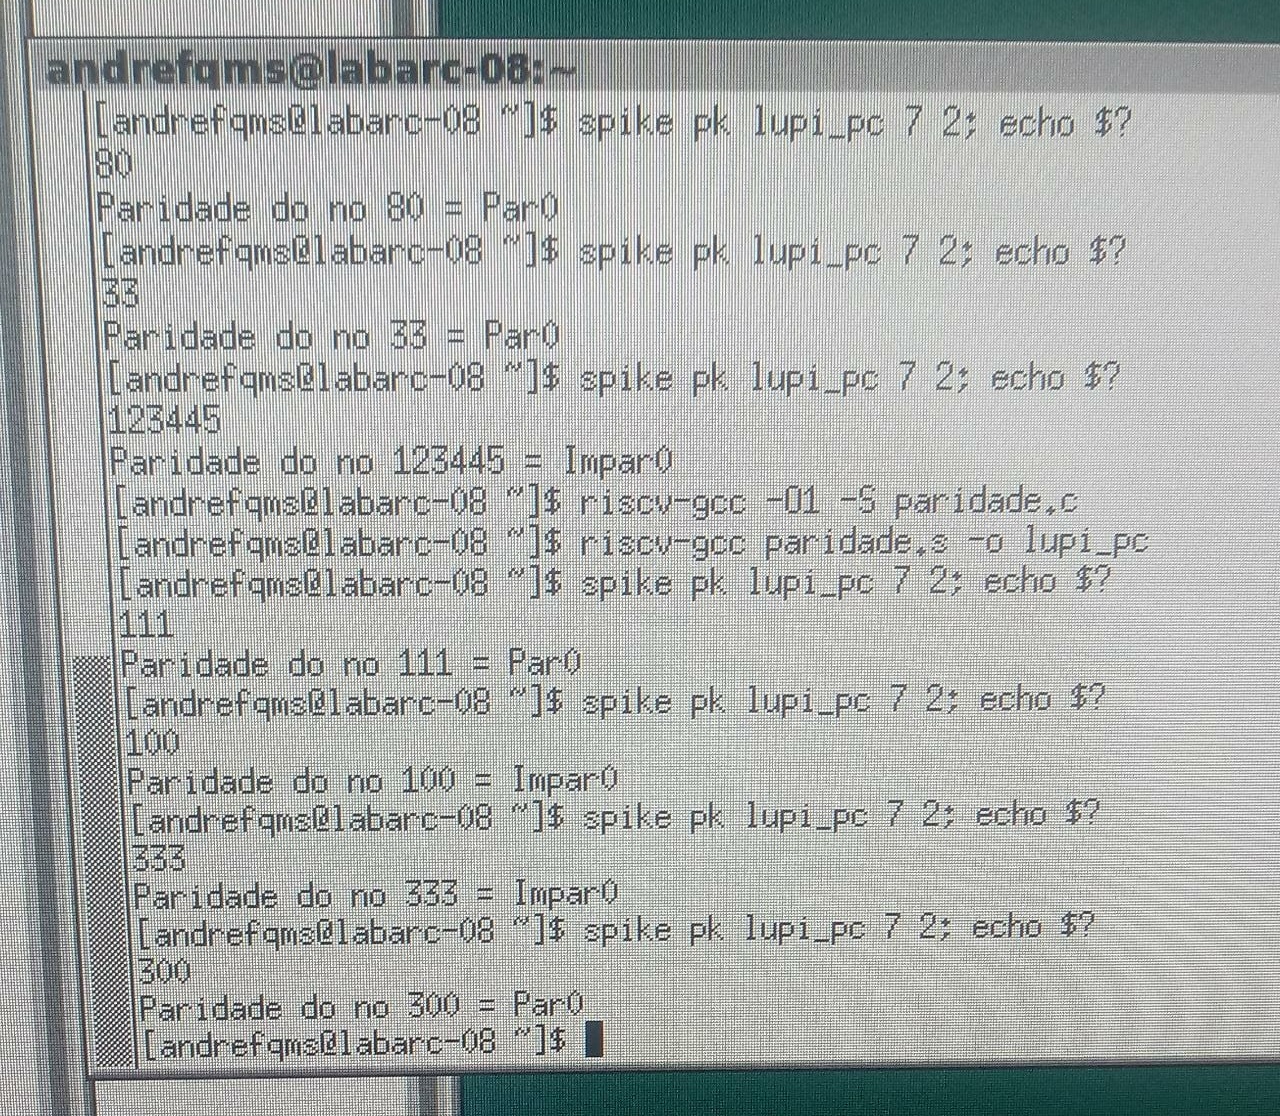 andrefqms@labarc-08:~
[andrefqms@labarc-08 ~]$ spike pk lupi_pc 7 2; echo $?
80
Paridade do no 80 = Par0
[andrefqms@labarc-08 ~]$ spike pk lupi_pc 7 2; echo $?
33
Paridade do no 33 = Par0
[andrefqms@labarc-08 ~]$ spike pk lupi_pc 7 2; echo $?
123445
Paridade do no 123445 = Impar0
[andrefqms@labarc-08 ~]$ riscv-gcc -O1 -S paridade.c
[andrefqms@labarc-08 ~]$ riscv-gcc paridade.s -o lupi_pc
[andrefqms@labarc-08 ~]$ spike pk lupi_pc 7 2; echo $?
111
Paridade do no 111 = Par0
[andrefqms@labarc-08 ~]$ spike pk lupi_pc 7 2; echo $?
100
Paridade do no 100 = Impar0
[andrefqms@labarc-08 ~]$ spike pk lupi_pc 7 2; echo $?
333
Paridade do no 333 = Impar0
[andrefqms@labarc-08 ~]$ spike pk lupi_pc 7 2; echo $?
300
Paridade do no 300 = Par0
[andrefqms@labarc-08 ~]$